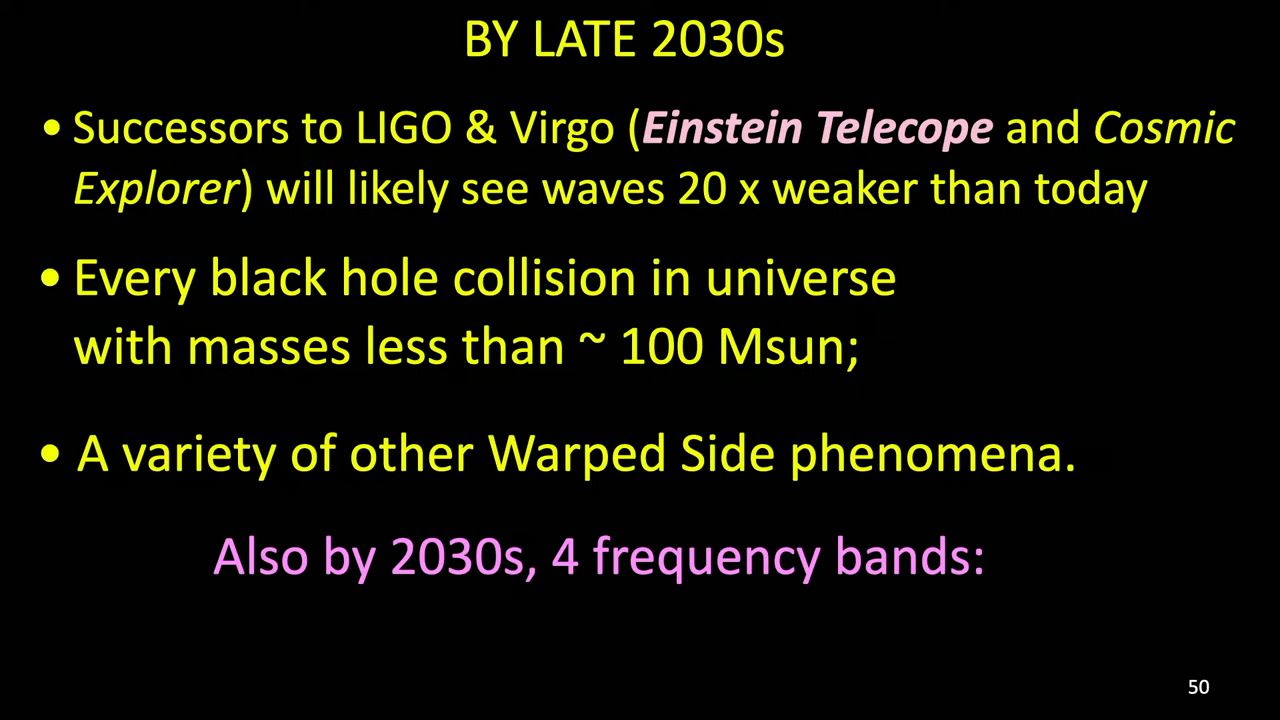 BY LATE 2030s
• Successors to LIGO & Virgo (Einstein Telecope and Cosmic
Explorer) will likely see waves 20 x weaker than today
• Every black hole collision in universe
with masses less than ~ 100 Msun;
• A variety of other Warped Side phenomena.
Also by 2030s, 4 frequency bands:
50